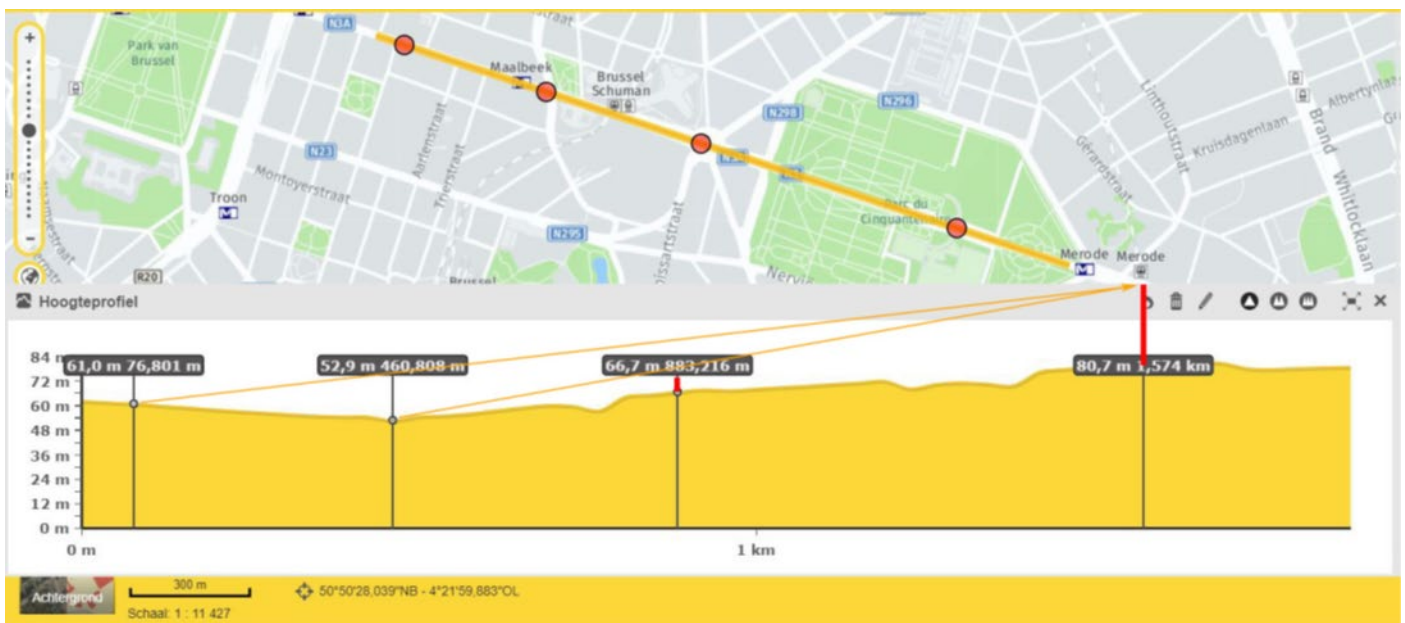 N3A
Park van
Brussel
Maalbeek
Brussel
Schuman
N23
Aarlenstraat
Trierstraat
Montoyerstraat
Troon
M
N295
R20
N298
N296
Parc du
Cinquantenaire
Linthoutstraat
Gérardstraat
Kruisdagenlaan
Albertynlaa
Brand
Whitlocklaan
Merode
Merode
M
Nervie
Brussel
Hoogteprofiel
84 m
72 m
60 m
48 m
36 m
24 m
12 m
0 m
61,0 m 76,801 m
52,9 m 460,808 m
66,7 m 883,216 m
80,7 m 1,574 km
0 m
1 km
Achtergrond
300 m
Schaal: 1 : 11 427
50°50'28,039"NB - 4°21'59,883"OL